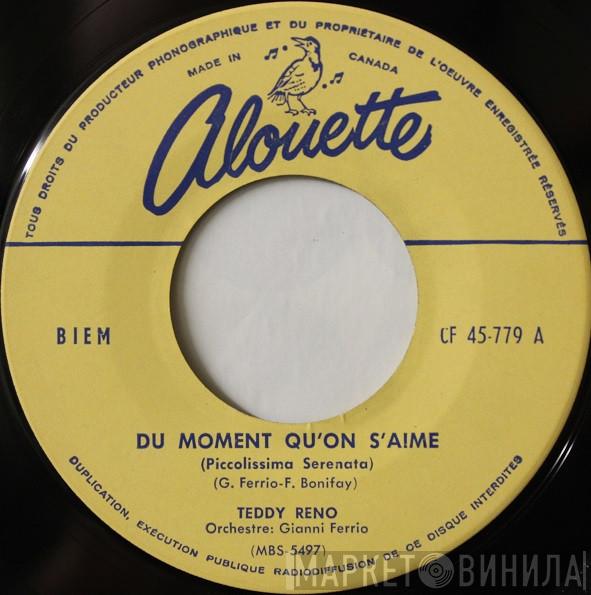 TOUS DROITS DU PRODUCTEUR PHONOGRAPHIQUE ET DU PROPRIÉTAIRE DE L'OEUVRE ENREGISTRÉE RÉSERVÉS
MADE IN CANADA
Alouette
BIEM
CF 45-779 A
DU MOMENT QU'ON S'AIME
(Piccolissima Serenata)
(G. Ferrio-F. Bonifay)
TEDDY RENO
Orchestre: Gianni Ferrio
(MBS-5497)
DUPLICATION, EXÉCUTION PUBLIQUE RADIODIFFUSION DE CE DISQUE INTERDITES
МАРКЕТ ВИНИЛА